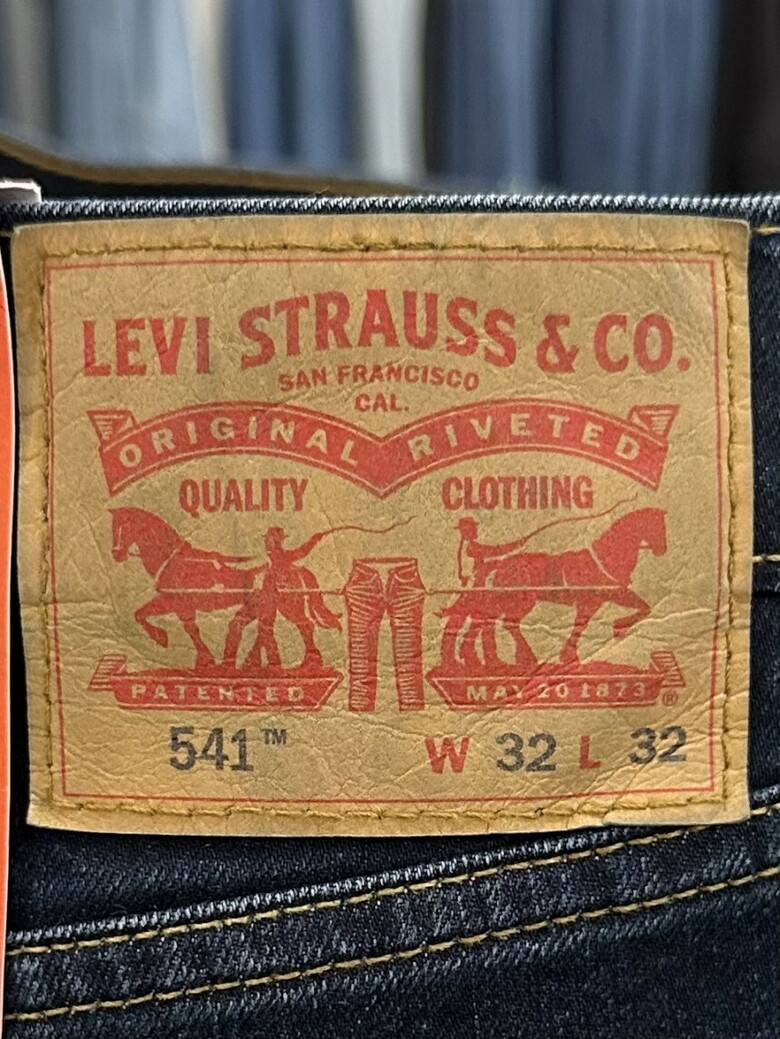 LEVI STRAUSS & CO.
SAN FRANCISCO
CAL.
ORIGINAL RIVETED
QUALITY CLOTHING
PATENTED MAY 20 1873 ®
541™ W 32 L 32